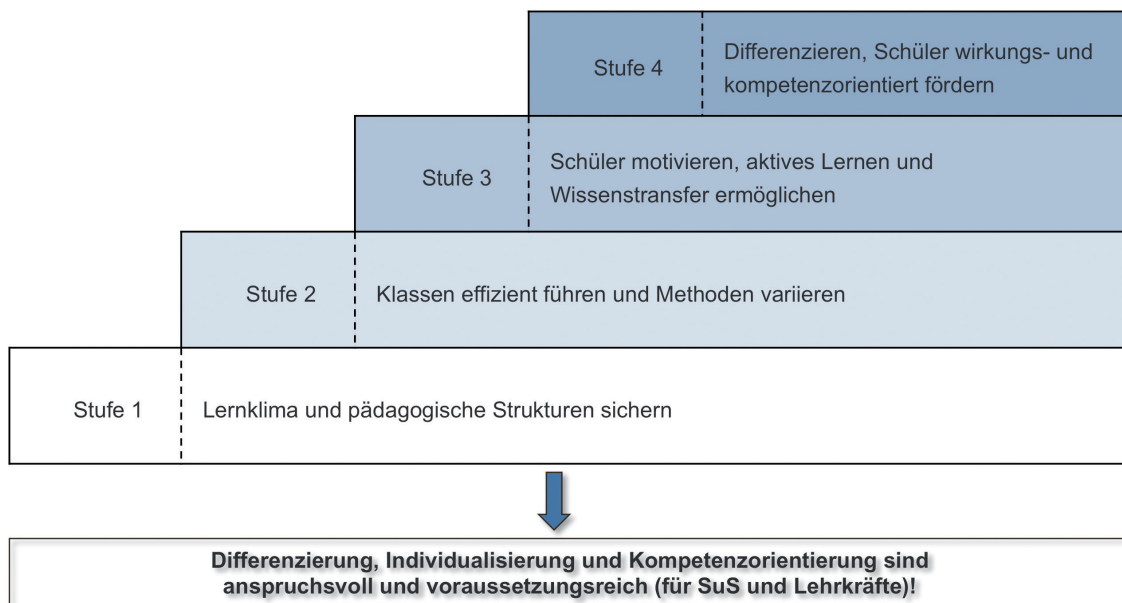 Stufe 4
Differenzieren, Schüler wirkungs- und
kompetenzorientiert fördern
Stufe 3
Schüler motivieren, aktives Lernen und
Wissenstransfer ermöglichen
Stufe 2
Klassen effizient führen und Methoden variieren
Stufe 1
Lernklima und pädagogische Strukturen sichern
Differenzierung, Individualisierung und Kompetenzorientierung sind
anspruchsvoll und voraussetzungsreich (für SuS und Lehrkräfte)!